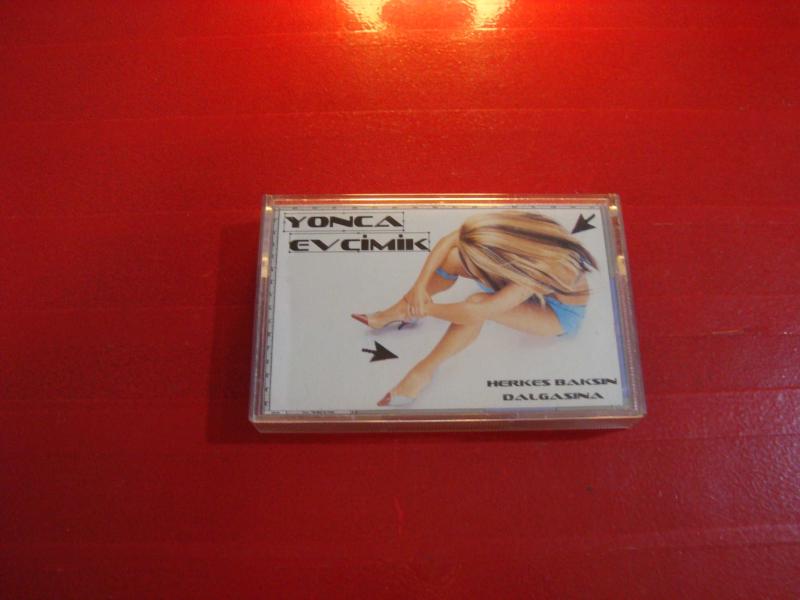 YONCA
EVCİMİK
HERKES BAKSIN
DALGASINA